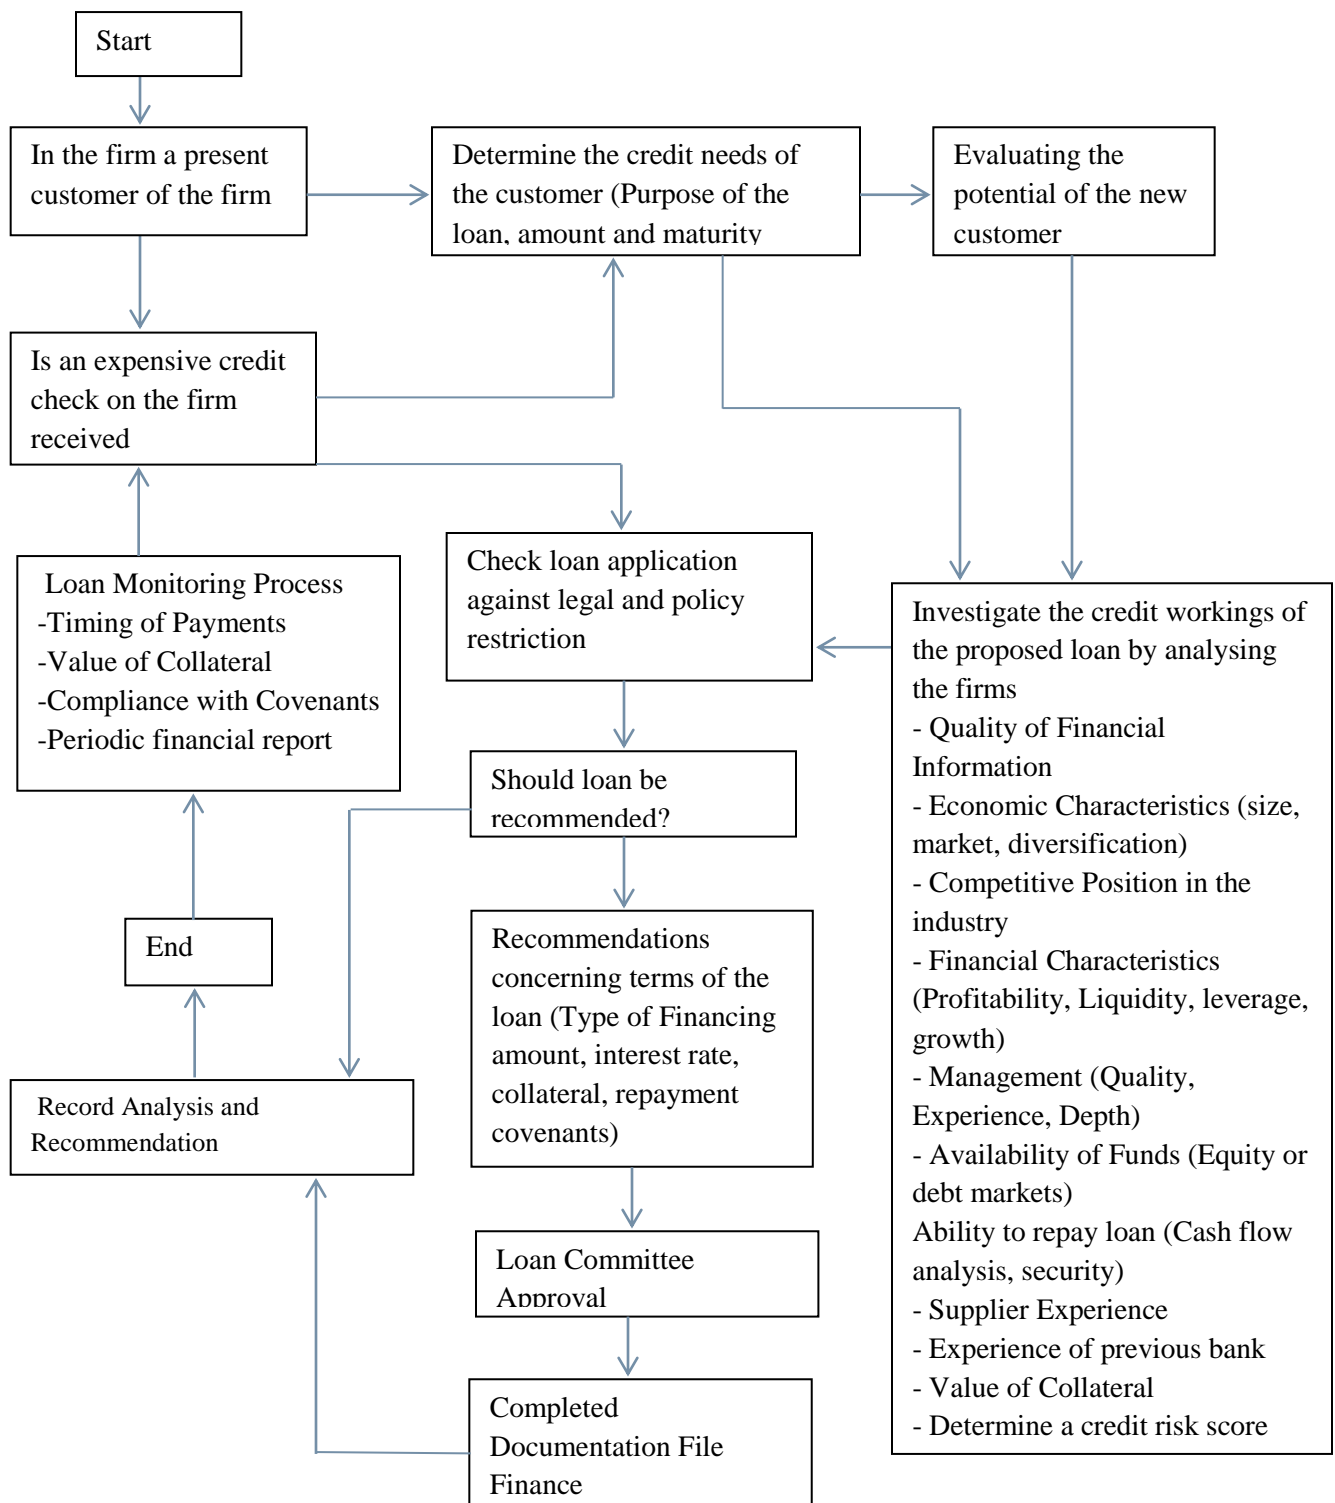 Start
In the firm a present
customer of the firm
Determine the credit needs of
the customer (Purpose of the
loan, amount and maturity
Evaluating the
potential of the new
customer
Is an expensive credit
check on the firm
received
Loan Monitoring Process
-Timing of Payments
-Value of Collateral
-Compliance with Covenants
-Periodic financial report
Check loan application
against legal and policy
restriction
Investigate the credit workings of
the proposed loan by analysing
the firms
- Quality of Financial
Information
- Economic Characteristics (size,
market, diversification)
- Competitive Position in the
industry
- Financial Characteristics
(Profitability, Liquidity, leverage,
growth)
- Management (Quality,
Experience, Depth)
- Availability of Funds (Equity or
debt markets)
Ability to repay loan (Cash flow
analysis, security)
- Supplier Experience
- Experience of previous bank
- Value of Collateral
- Determine a credit risk score
Should loan be
recommended?
End
Recommendations
concerning terms of the
loan (Type of Financing
amount, interest rate,
collateral, repayment
covenants)
Record Analysis and
Recommendation
Loan Committee
Approval
Completed
Documentation File
Finance